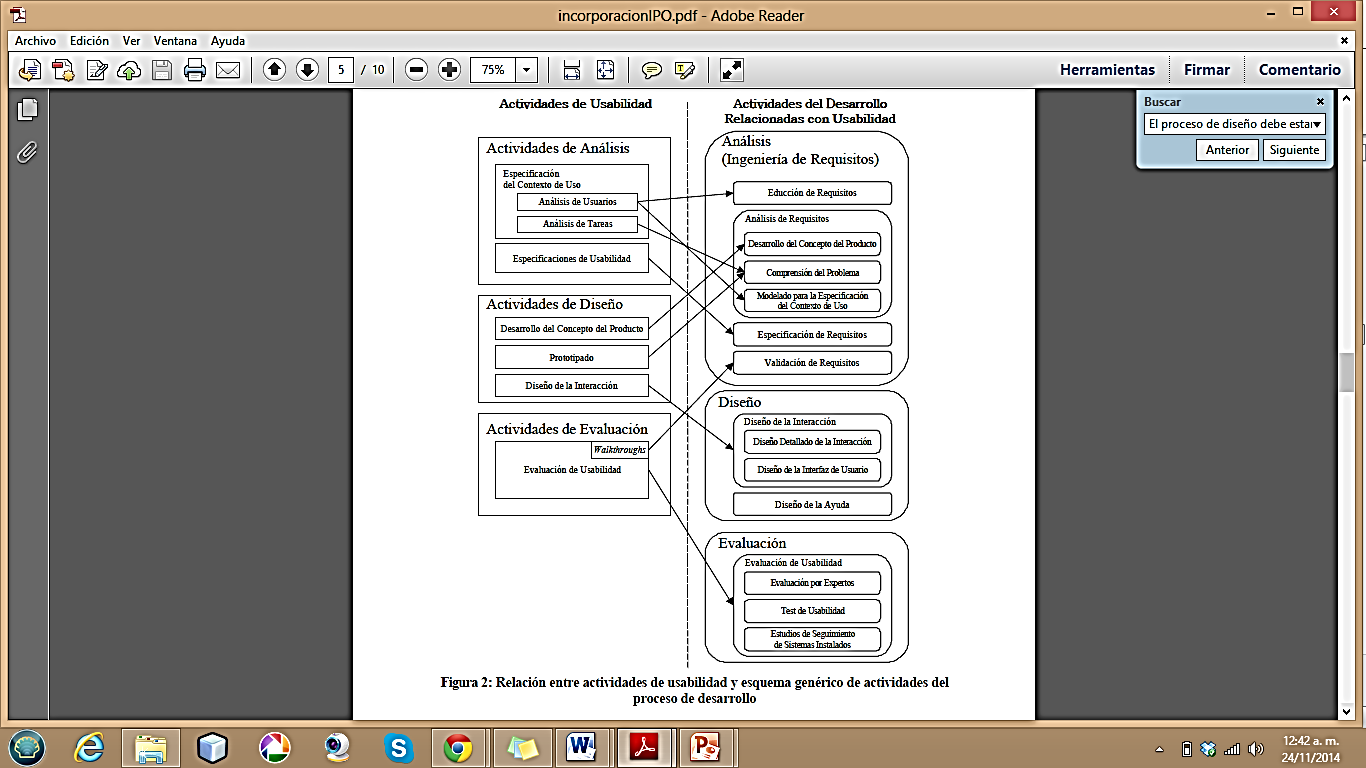 incorporacionIPO.pdf - Adobe Reader
Archivo Edición Ver Ventana Ayuda
5 / 10
75%
Herramientas Firmar Comentario
Buscar
El proceso de diseño debe estar
Anterior Siguiente
Actividades de Usabilidad
Actividades de Análisis
Especificación
del Contexto de Uso
Análisis de Usuarios
Análisis de Tareas
Especificaciones de Usabilidad
Actividades de Diseño
Desarrollo del Concepto del Producto
Prototipado
Diseño de la Interacción
Actividades de Evaluación
Walkthroughs
Evaluación de Usabilidad
Actividades del Desarrollo
Relacionadas con Usabilidad
Análisis
(Ingeniería de Requisitos)
Educción de Requisitos
Análisis de Requisitos
Desarrollo del Concepto del Producto
Comprensión del Problema
Modelado para la Especificación
del Contexto de Uso
Especificación de Requisitos
Validación de Requisitos
Diseño
Diseño de la Interacción
Diseño Detallado de la Interacción
Diseño de la Interfaz de Usuario
Diseño de la Ayuda
Evaluación
Evaluación de Usabilidad
Evaluación por Expertos
Test de Usabilidad
Estudios de Seguimiento
de Sistemas Instalados
Figura 2: Relación entre actividades de usabilidad y esquema genérico de actividades del
proceso de desarrollo
12:42 a. m.
24/11/2014